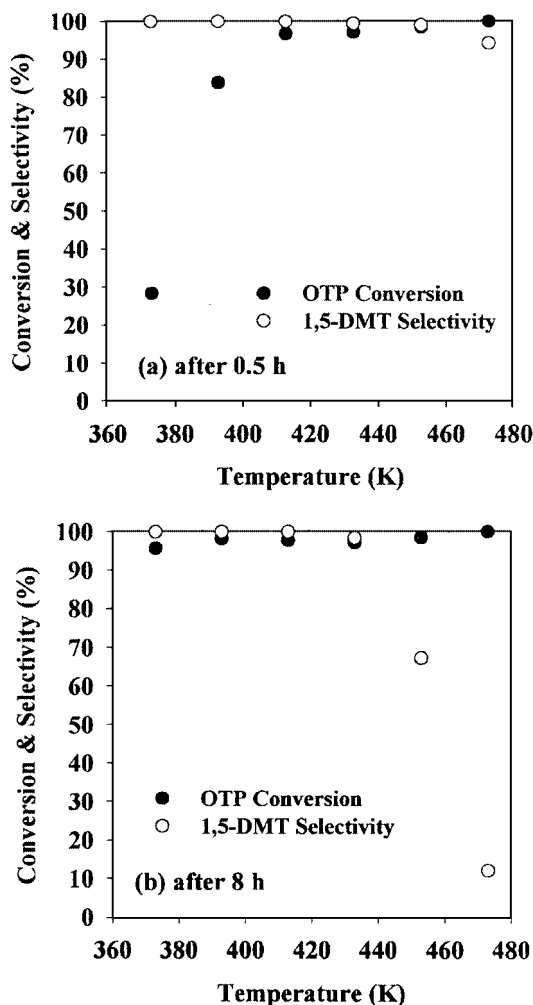 100
90
80
70
60
50
40
30
20
10
0
Conversion & Selectivity (%)
OTP Conversion
1,5-DMT Selectivity
(a) after 0.5 h
360 380 400 420 440 460 480
Temperature (K)
100
90
80
70
60
50
40
30
20
10
0
Conversion & Selectivity (%)
OTP Conversion
1,5-DMT Selectivity
(b) after 8 h
360 380 400 420 440 460 480
Temperature (K)